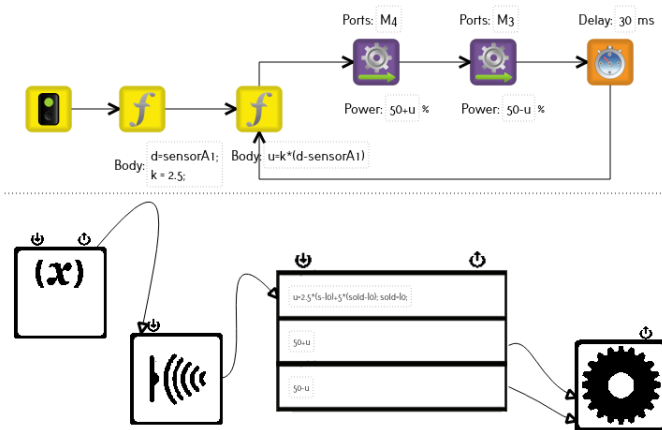 Ports: M4
Ports: M3
Delay: 30 ms
f
f
Power: 50+u %
Power: 50-u %
Body: d=sensorA1;
k = 2.5;
Body: u=k*(d-sensorA1)
(x)
u=2.5*(s-l0)+5*(sold-l0); sold=l0;
50+u
50-u